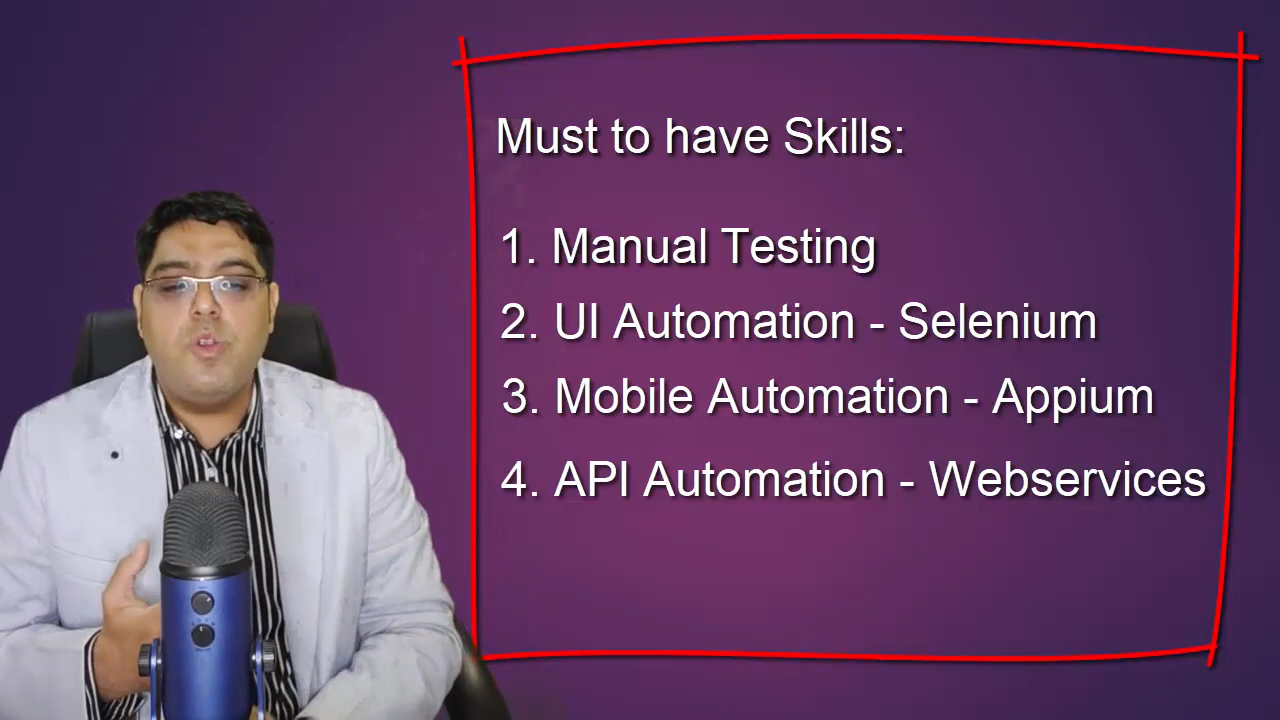 Must to have Skills:
1. Manual Testing
2. UI Automation - Selenium
3. Mobile Automation - Appium
4. API Automation - Webservices